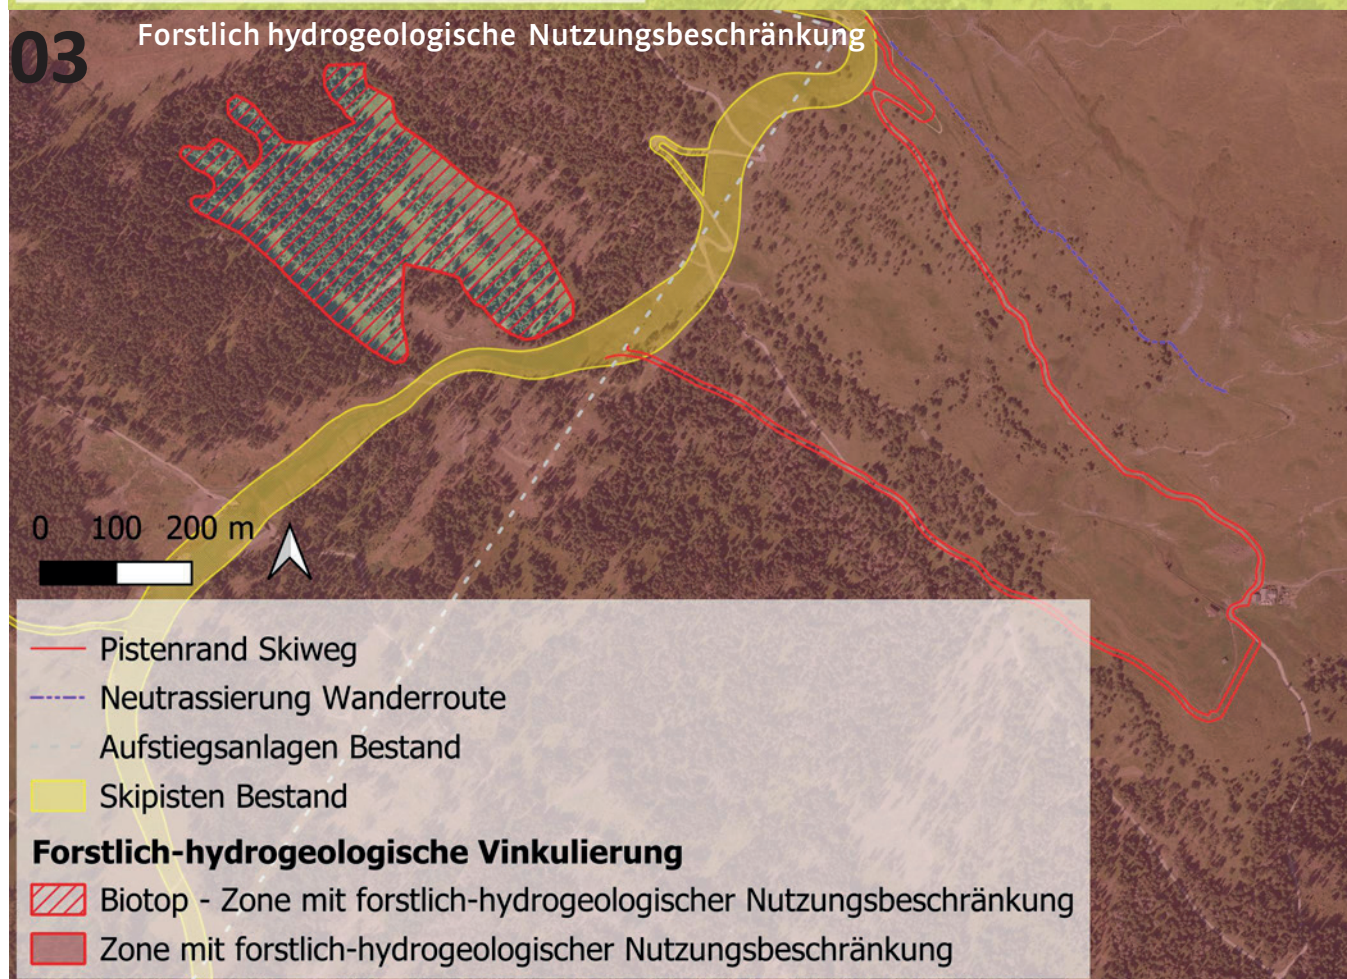 03
Forstlich hydrogeologische Nutzungsbeschränkung
0 100 200 m
Pistenrand Skiweg
Neutrassierung Wanderroute
Aufstiegsanlagen Bestand
Skipisten Bestand
Forstlich-hydrogeologische Vinkulierung
Biotop - Zone mit forstlich-hydrogeologischer Nutzungsbeschränkung
Zone mit forstlich-hydrogeologischer Nutzungsbeschränkung